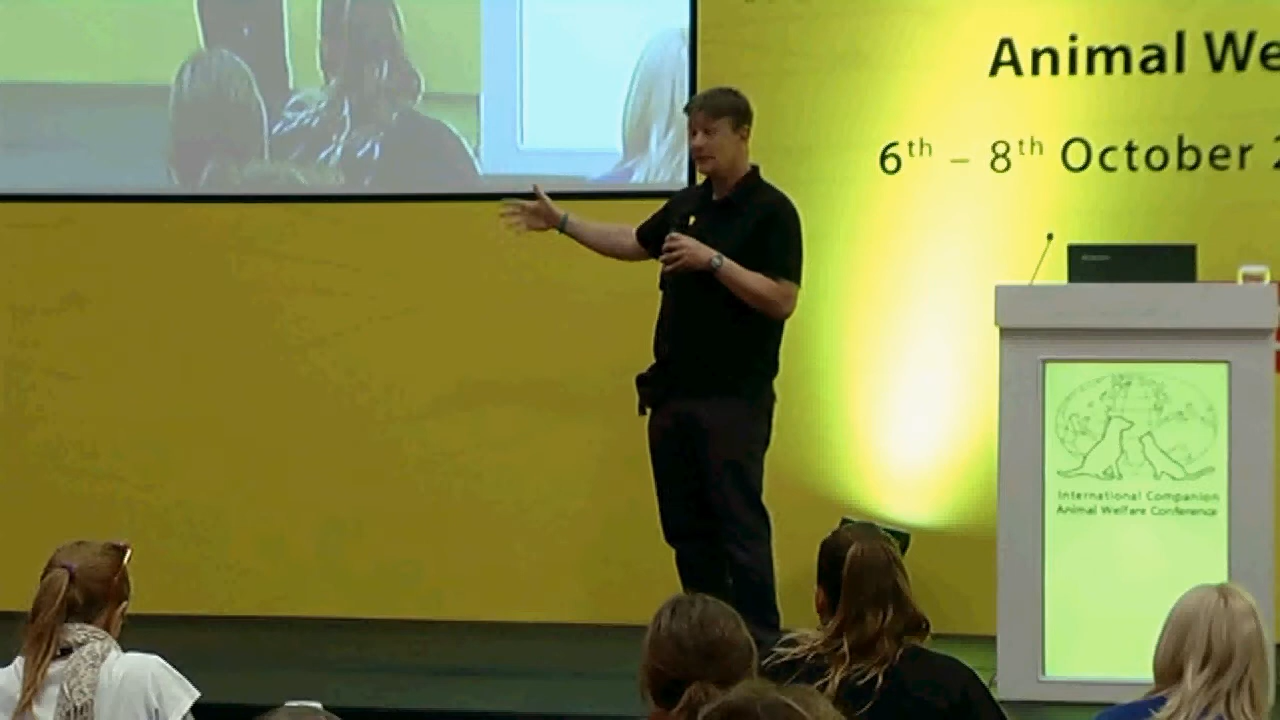 Animal We
6th – 8th October 2
International Companion
Animal Welfare Conference